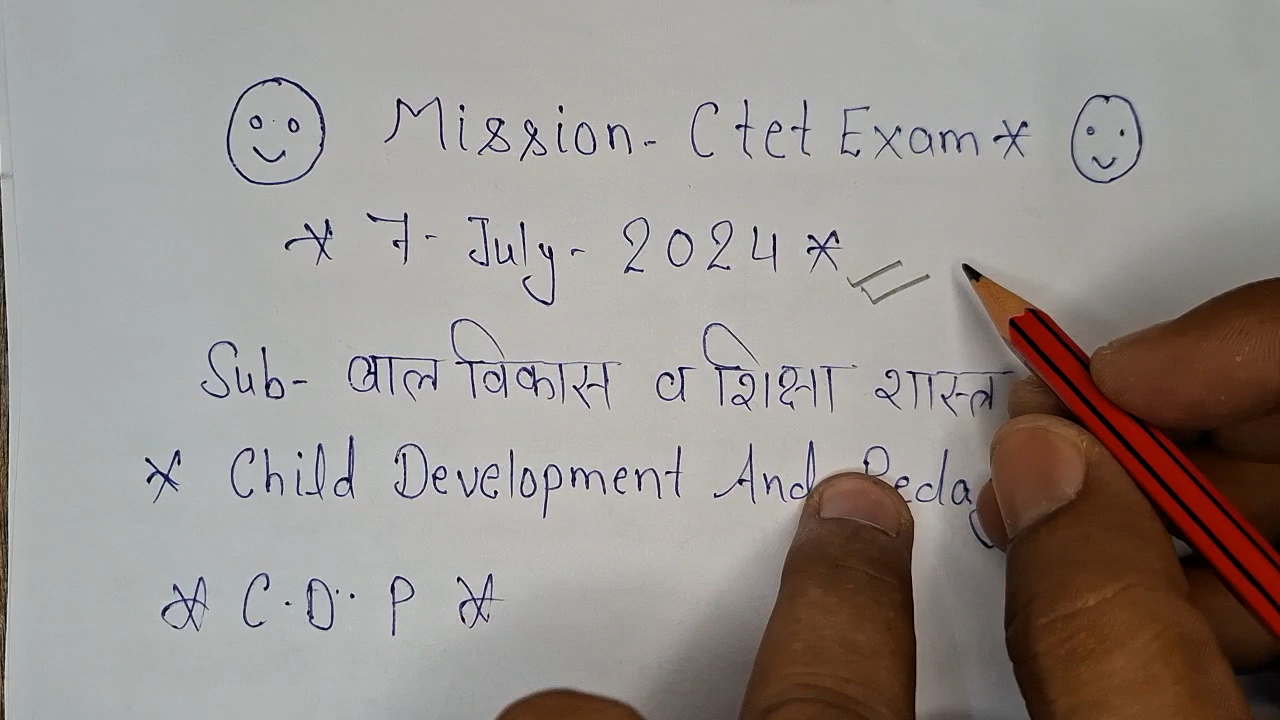 Mission- Ctet Exam*
* 7- July- 2024 *
Sub- बाल विकास व शिक्षा शास्त्र
* Child Development And
* C.D.. P *